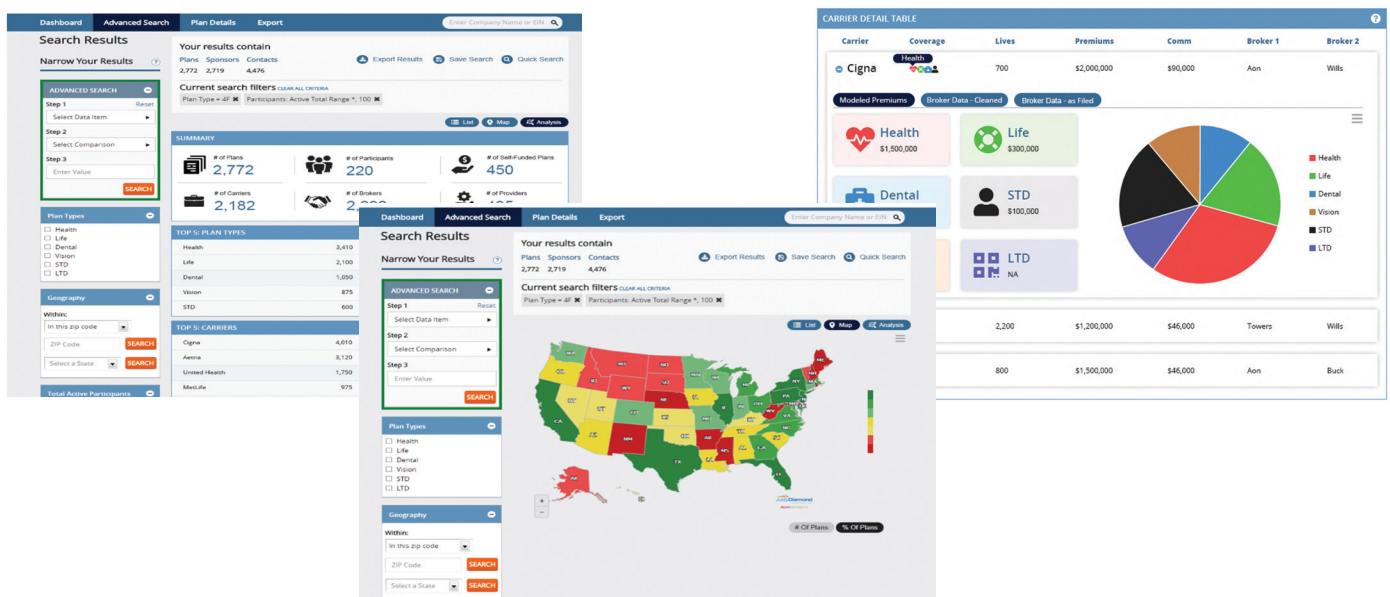 Dashboard Advanced Search Plan Details Export Enter Company Name or EIN
Search Results
Narrow Your Results ?
ADVANCED SEARCH
Step 1 Reset
Select Data Item
Step 2
Select Comparison
Step 3
Enter Value
SEARCH
Plan Types
Health
Life
Dental
Vision
STD
LTD
Geography
Within:
In this zip code
ZIP Code SEARCH
Select a State SEARCH
Total Active Participants
Your results contain
Plans Sponsors Contacts
2,772 2,719 4,476
Export Results Save Search Quick Search
Current search filters CLEAR ALL CRITERIA
Plan Type = 4F ✖ Participants: Active Total Range *, 100 ✖
List Map Analysis
SUMMARY
# of Plans
2,772
# of Participants
220
# of Self-Funded Plans
450
# of Carriers
2,182
# of Brokers
# of Providers
TOP 5: PLAN TYPES
Health 3,410
Life 2,100
Dental 1,050
Vision 875
STD 600
TOP 5: CARRIERS
Cigna 4,010
Aetna 3,120
United Health 1,750
MetLife 975
Dashboard Advanced Search Plan Details Export Enter Company Name or EIN
Search Results
Narrow Your Results ?
ADVANCED SEARCH
Step 1 Reset
Select Data Item
Step 2
Select Comparison
Step 3
Enter Value
SEARCH
Plan Types
Health
Life
Dental
Vision
STD
LTD
Geography
Within:
In this zip code
ZIP Code SEARCH
Select a State SEARCH
Your results contain
Plans Sponsors Contacts
2,772 2,719 4,476
Export Results Save Search Quick Search
Current search filters CLEAR ALL CRITERIA
Plan Type = 4F ✖ Participants: Active Total Range *, 100 ✖
List Map Analysis
WA
MN
CA
NM
TX
AR
MS
WV
PA
NY
ME
JudyDiamond
+
−
# Of Plans % Of Plans
CARRIER DETAIL TABLE ?
Carrier Coverage Lives Premiums Comm Broker 1 Broker 2
Health
Cigna 700 $2,000,000 $90,000 Aon Wills
Modeled Premiums Broker Data - Cleaned Broker Data - as Filed
Health
$1,500,000
Life
$300,000
Dental
STD
$100,000
LTD
NA
Health
Life
Dental
Vision
STD
LTD
2,200 $1,200,000 $46,000 Towers Wills
800 $1,500,000 $46,000 Aon Buck